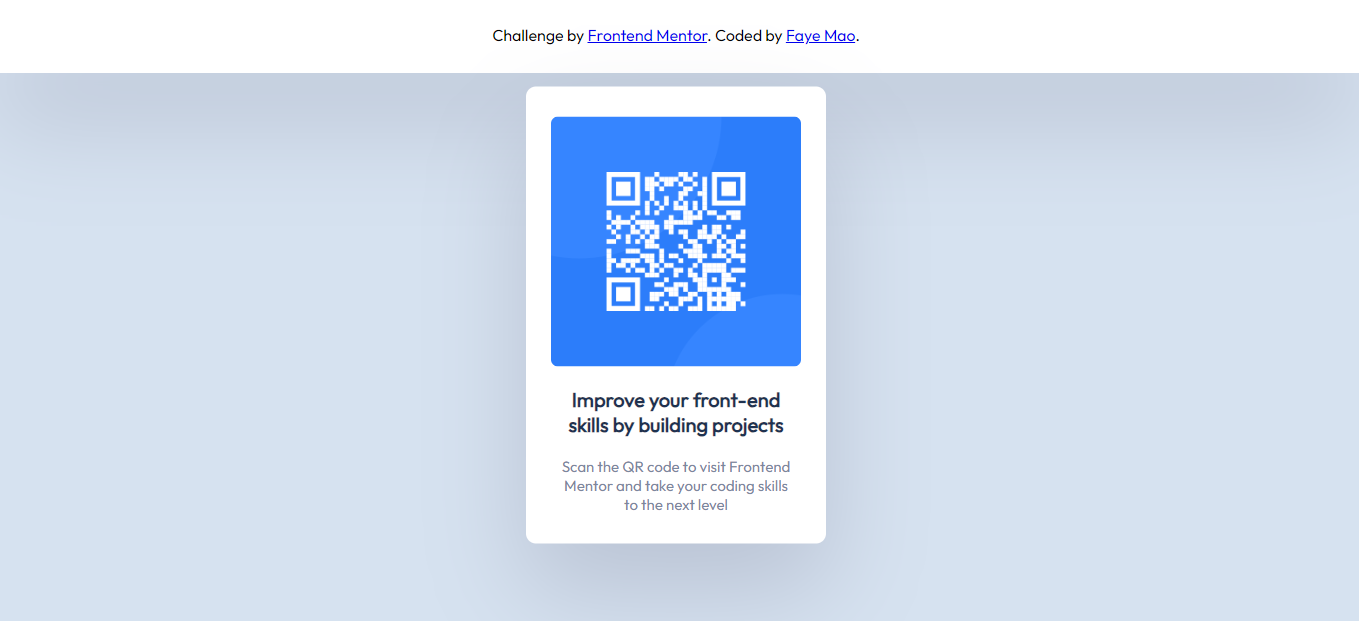 Challenge by Frontend Mentor. Coded by Faye Mao.
Improve your front-end
skills by building projects
Scan the QR code to visit Frontend
Mentor and take your coding skills
to the next level